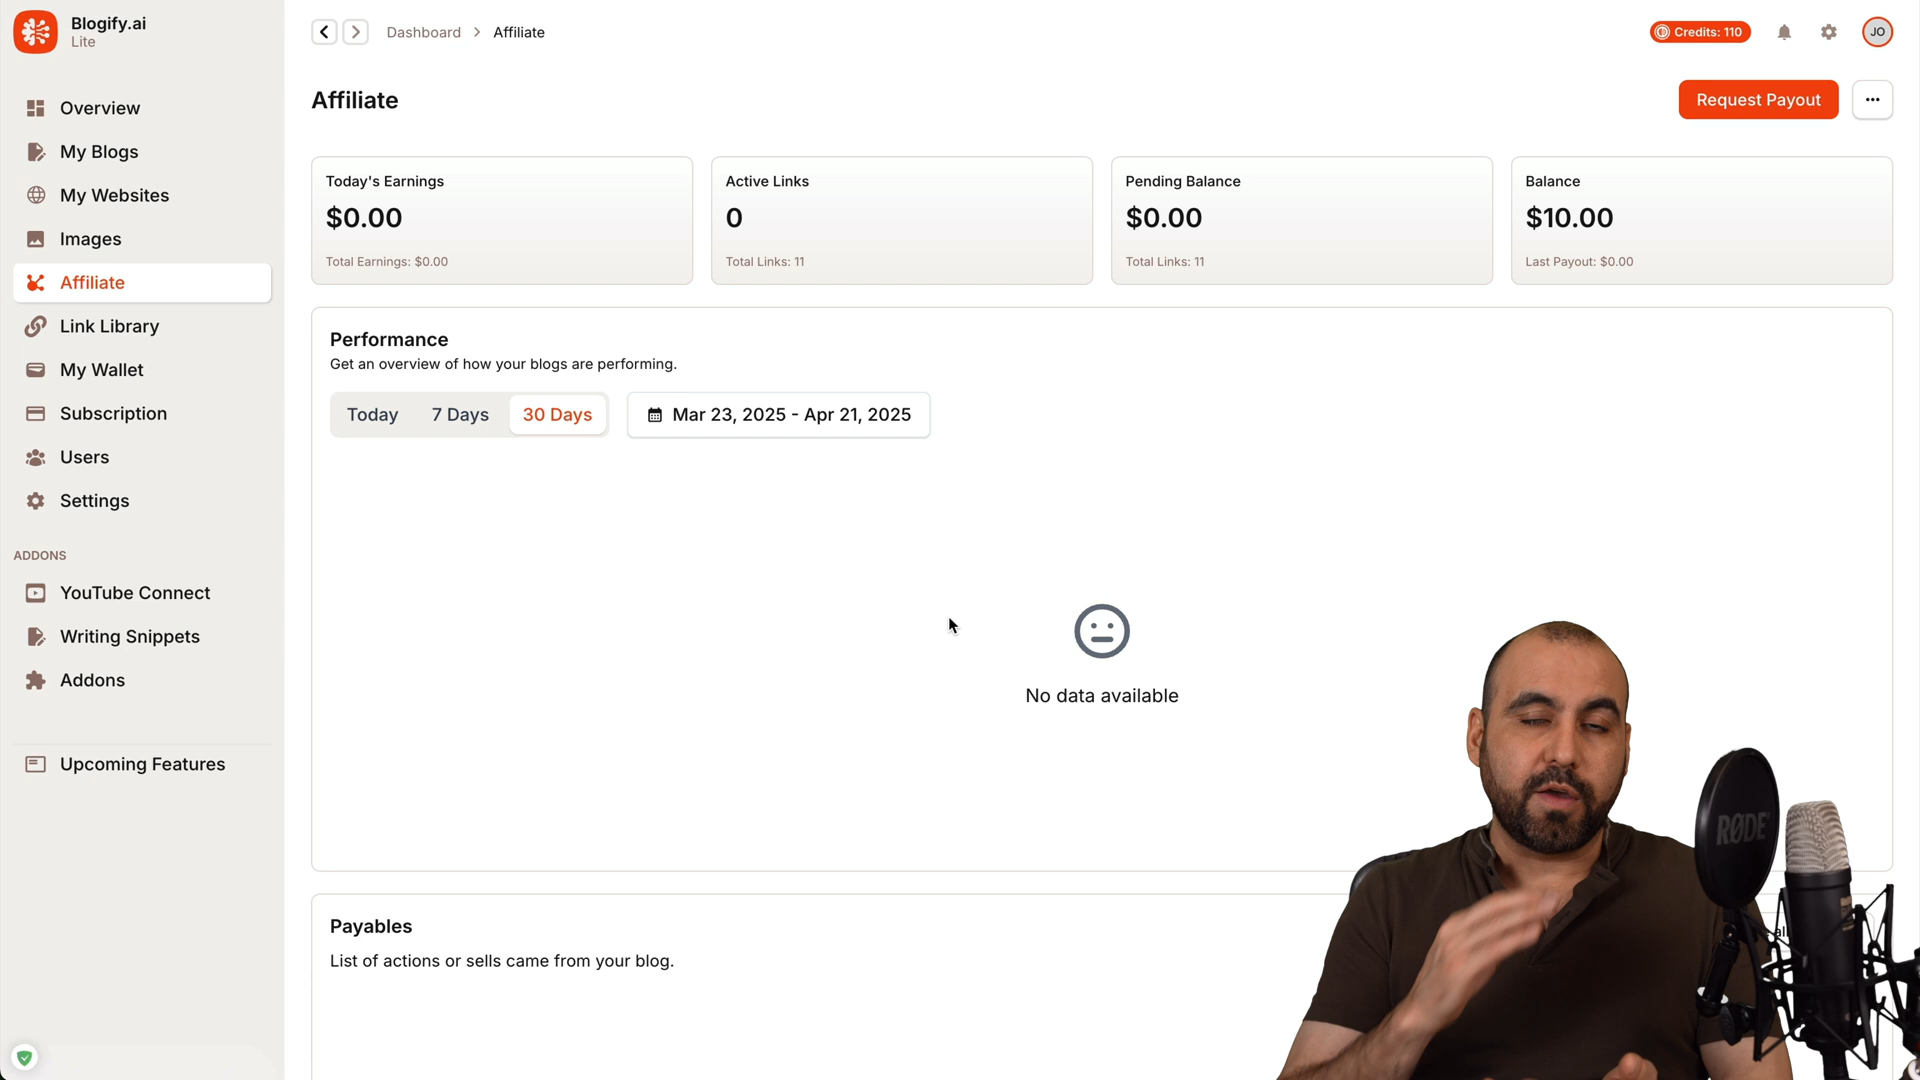 Blogify.ai
Lite
Dashboard > Affiliate
Credits: 110
JO
Overview
My Blogs
My Websites
Images
Affiliate
Link Library
My Wallet
Subscription
Users
Settings
ADDONS
YouTube Connect
Writing Snippets
Addons
Upcoming Features
Affiliate
Request Payout
Today's Earnings
$0.00
Total Earnings: $0.00
Active Links
0
Total Links: 11
Pending Balance
$0.00
Total Links: 11
Balance
$10.00
Last Payout: $0.00
Performance
Get an overview of how your blogs are performing.
Today
7 Days
30 Days
Mar 23, 2025 - Apr 21, 2025
No data available
Payables
List of actions or sells came from your blog.
RØDE